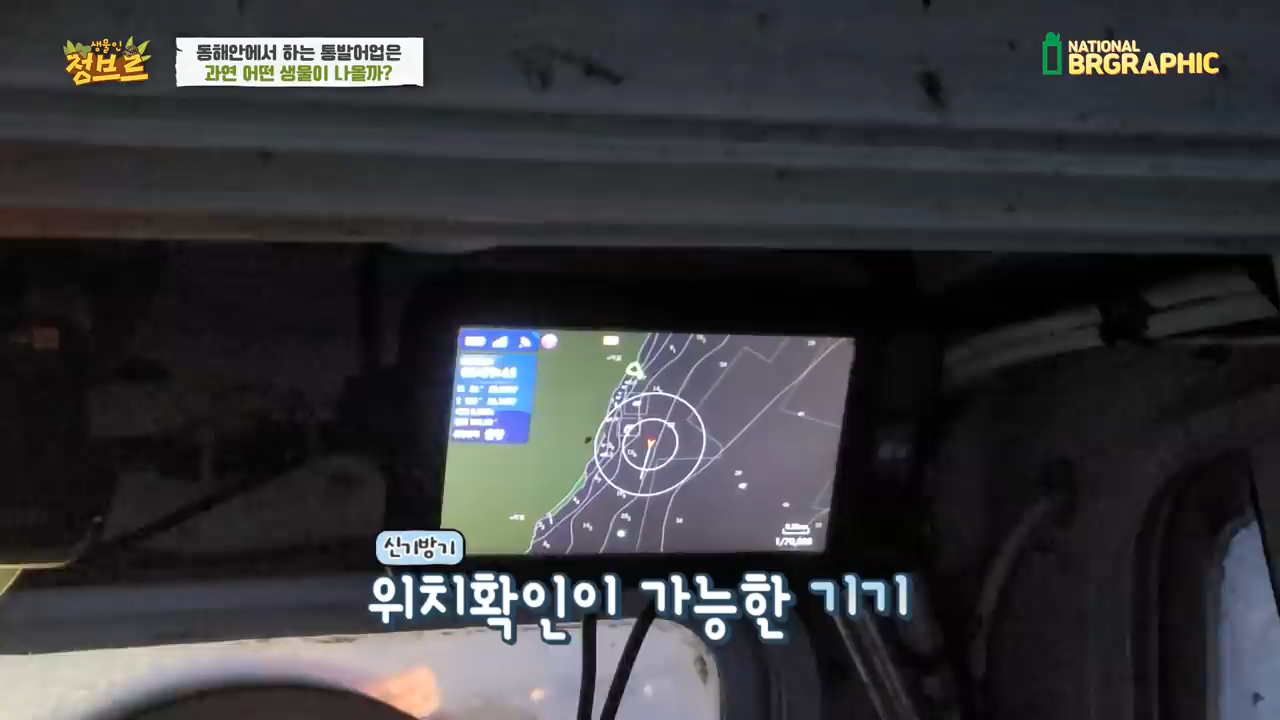 생물인
정브르
동해안에서 하는 통발어업은
과연 어떤 생물이 나올까?
NATIONAL
BRGRAPHIC
신기방기
위치확인이 가능한 기기